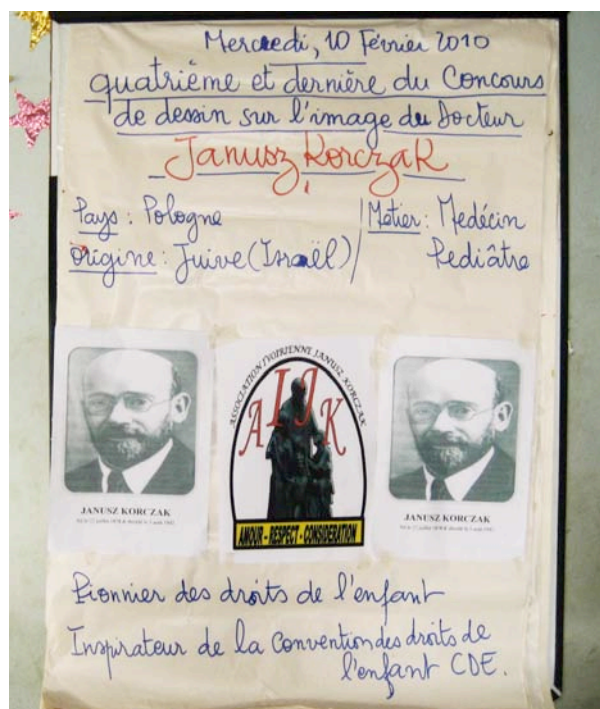 Mercredi, 10 Février 2010
quatrième et dernière du Concours
de dessin sur l'image du Docteur
Janusz Korczak
Pays : Pologne
Origine : Juive (Israël)
Métier : Medécin
Pediâtre
ASSOCIATION IVOIRIENNE JANUSZ KORCZAK
AIJK
AMOUR - RESPECT - CONSIDERATION
JANUSZ KORCZAK
JANUSZ KORCZAK
Pionnier des droits de l'enfant
Inspirateur de la Convention des droits de
l'enfant CDE.